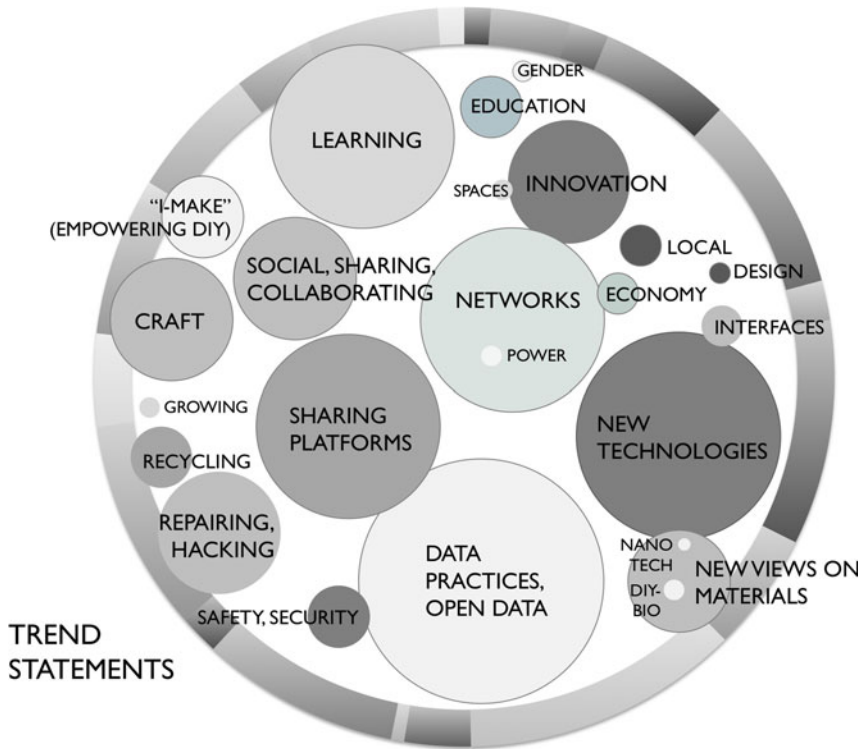 GENDER
EDUCATION
LEARNING
SPACES
INNOVATION
“I-MAKE”
(EMPOWERING DIY)
SOCIAL, SHARING,
COLLABORATING
LOCAL
DESIGN
NETWORKS
ECONOMY
CRAFT
INTERFACES
POWER
GROWING
SHARING
PLATFORMS
NEW
TECHNOLOGIES
RECYCLING
REPAIRING,
HACKING
DATA
PRACTICES,
OPEN DATA
NANO
TECH
DIY-
BIO
NEW VIEWS ON
MATERIALS
SAFETY, SECURITY
TREND
STATEMENTS